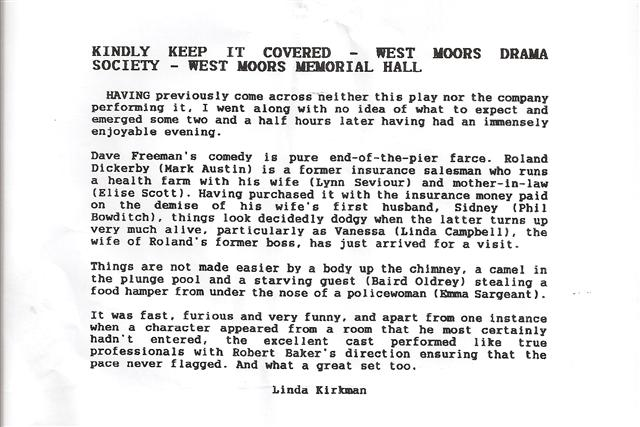 KINDLY KEEP IT COVERED - WEST MOORS DRAMA
SOCIETY - WEST MOORS MEMORIAL HALL
HAVING previously come across neither this play nor the company
performing it, I went along with no idea of what to expect and
emerged some two and a half hours later having had an immensely
enjoyable evening.
Dave Freeman's comedy is pure end-of-the-pier farce. Roland
Dickerby (Mark Austin) is a former insurance salesman who runs
a health farm with his wife (Lynn Seviour) and mother-in-law
(Elise Scott). Having purchased it with the insurance money paid
on the demise of his wife's first husband, Sidney (Phil
Bowditch), things look decidedly dodgy when the latter turns up
very much alive, particularly as Vanessa (Linda Campbell), the
wife of Roland's former boss, has just arrived for a visit.
Things are not made easier by a body up the chimney, a camel in
the plunge pool and a starving guest (Baird Oldrey) stealing a
food hamper from under the nose of a policewoman (Emma Sargeant).
It was fast, furious and very funny, and apart from one instance
when a character appeared from a room that he most certainly
hadn't entered, the excellent cast performed like true
professionals with Robert Baker's direction ensuring that the
pace never flagged. And what a great set too.
Linda Kirkman